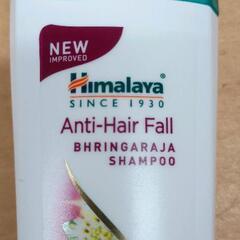 NEW
IMPROVED
Himalaya
SINCE 1930
Anti-Hair Fall
BHRINGARAJA
SHAMPOO